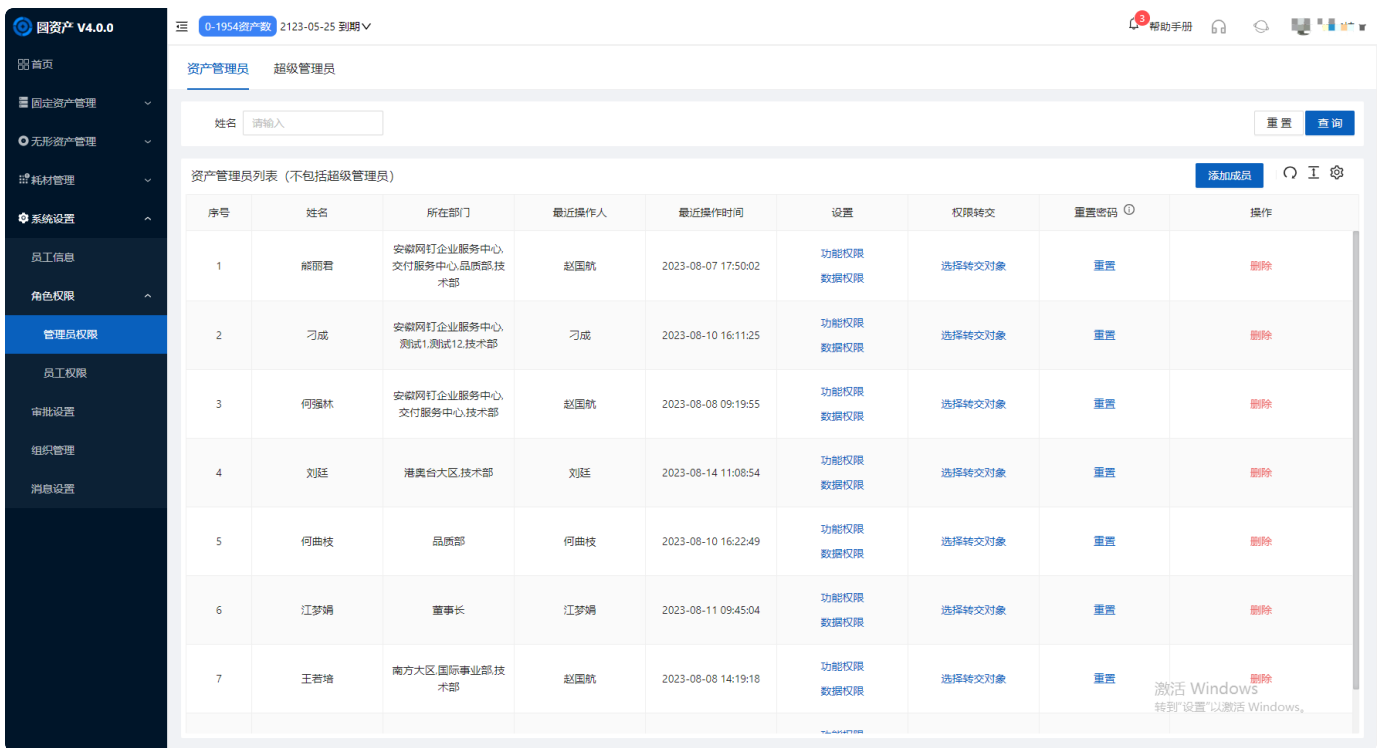 圆资产 V4.0.0
0-1954资产数 2123-05-25 到期
3 帮助手册
首页
固定资产管理
无形资产管理
耗材管理
系统设置
员工信息
角色权限
管理员权限
员工权限
审批设置
组织管理
消息设置
资产管理员 超级管理员
姓名 请输入 重置 查询
资产管理员列表（不包括超级管理员） 添加成员
序号 姓名 所在部门 最近操作人 最近操作时间 设置 权限转交 重置密码 操作
安徽网钉企业服务中心,
交付服务中心,品质部,技
术部
1 郝丽君 赵国航 2023-08-07 17:50:02 功能权限 选择转交对象 重置 删除
数据权限
安徽网钉企业服务中心,
测试1,测试12,技术部
2 刁成 刁成 2023-08-10 16:11:25 功能权限 选择转交对象 重置 删除
数据权限
安徽网钉企业服务中心,
交付服务中心,技术部
3 何强林 赵国航 2023-08-08 09:19:55 功能权限 选择转交对象 重置 删除
数据权限
4 刘廷 港奥台大区,技术部 刘廷 2023-08-14 11:08:54 功能权限 选择转交对象 重置 删除
数据权限
5 何曲枝 品质部 何曲枝 2023-08-10 16:22:49 功能权限 选择转交对象 重置 删除
数据权限
6 江梦娟 董事长 江梦娟 2023-08-11 09:45:04 功能权限 选择转交对象 重置 删除
数据权限
南方大区,国际事业部,技
术部
7 王若培 赵国航 2023-08-08 14:19:18 功能权限 选择转交对象 重置 删除
数据权限
功能权限
激活 Windows
转到"设置"以激活 Windows。